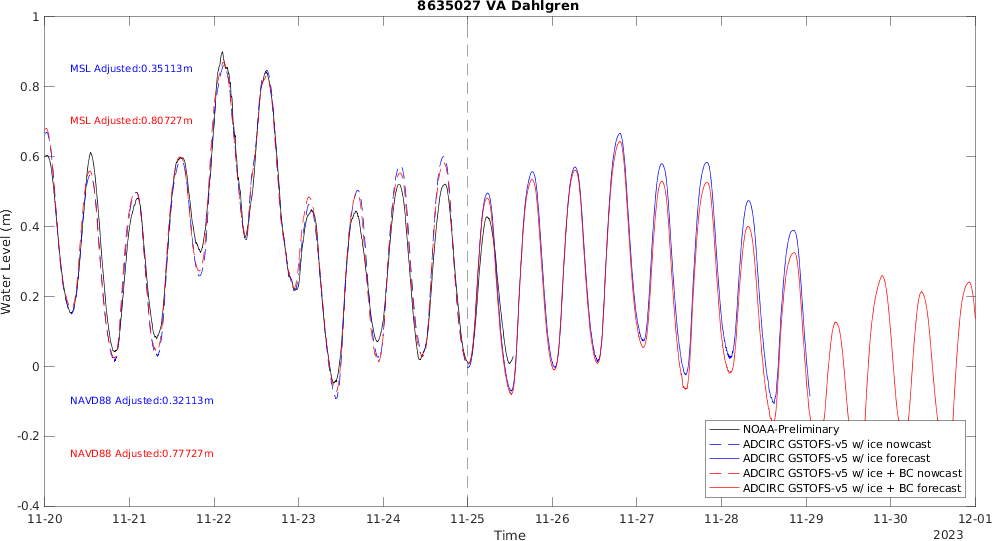 8635027 VA Dahlgren
1
0.8
0.6
0.4
0.2
0
-0.2
-0.4
Water Level (m)
MSL Adjusted:0.35113m
MSL Adjusted:0.80727m
NAVD88 Adjusted:0.32113m
NAVD88 Adjusted:0.77727m
NOAA-Preliminary
ADCIRC GSTOFS-v5 w/ ice nowcast
ADCIRC GSTOFS-v5 w/ ice forecast
ADCIRC GSTOFS-v5 w/ ice + BC nowcast
ADCIRC GSTOFS-v5 w/ ice + BC forecast
11-20 11-21 11-22 11-23 11-24 11-25 11-26 11-27 11-28 11-29 11-30 12-01
Time
2023